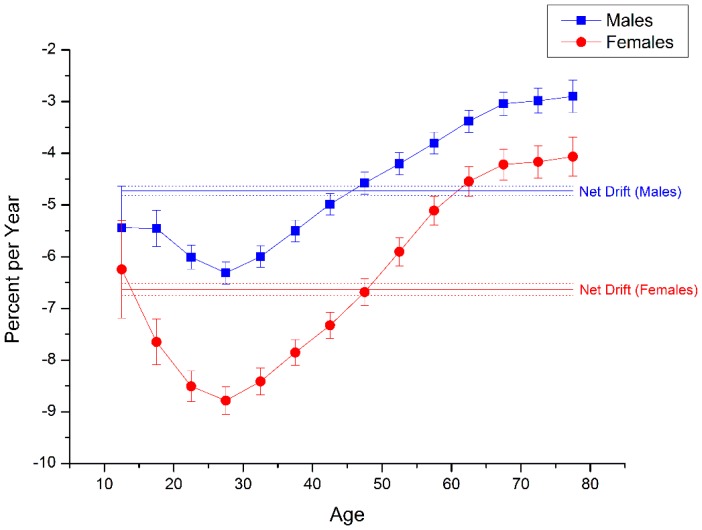 Males
Females
-2
-3
-4
-5
-6
-7
-8
-9
-10
Percent per Year
Net Drift (Males)
Net Drift (Females)
10 20 30 40 50 60 70 80
Age